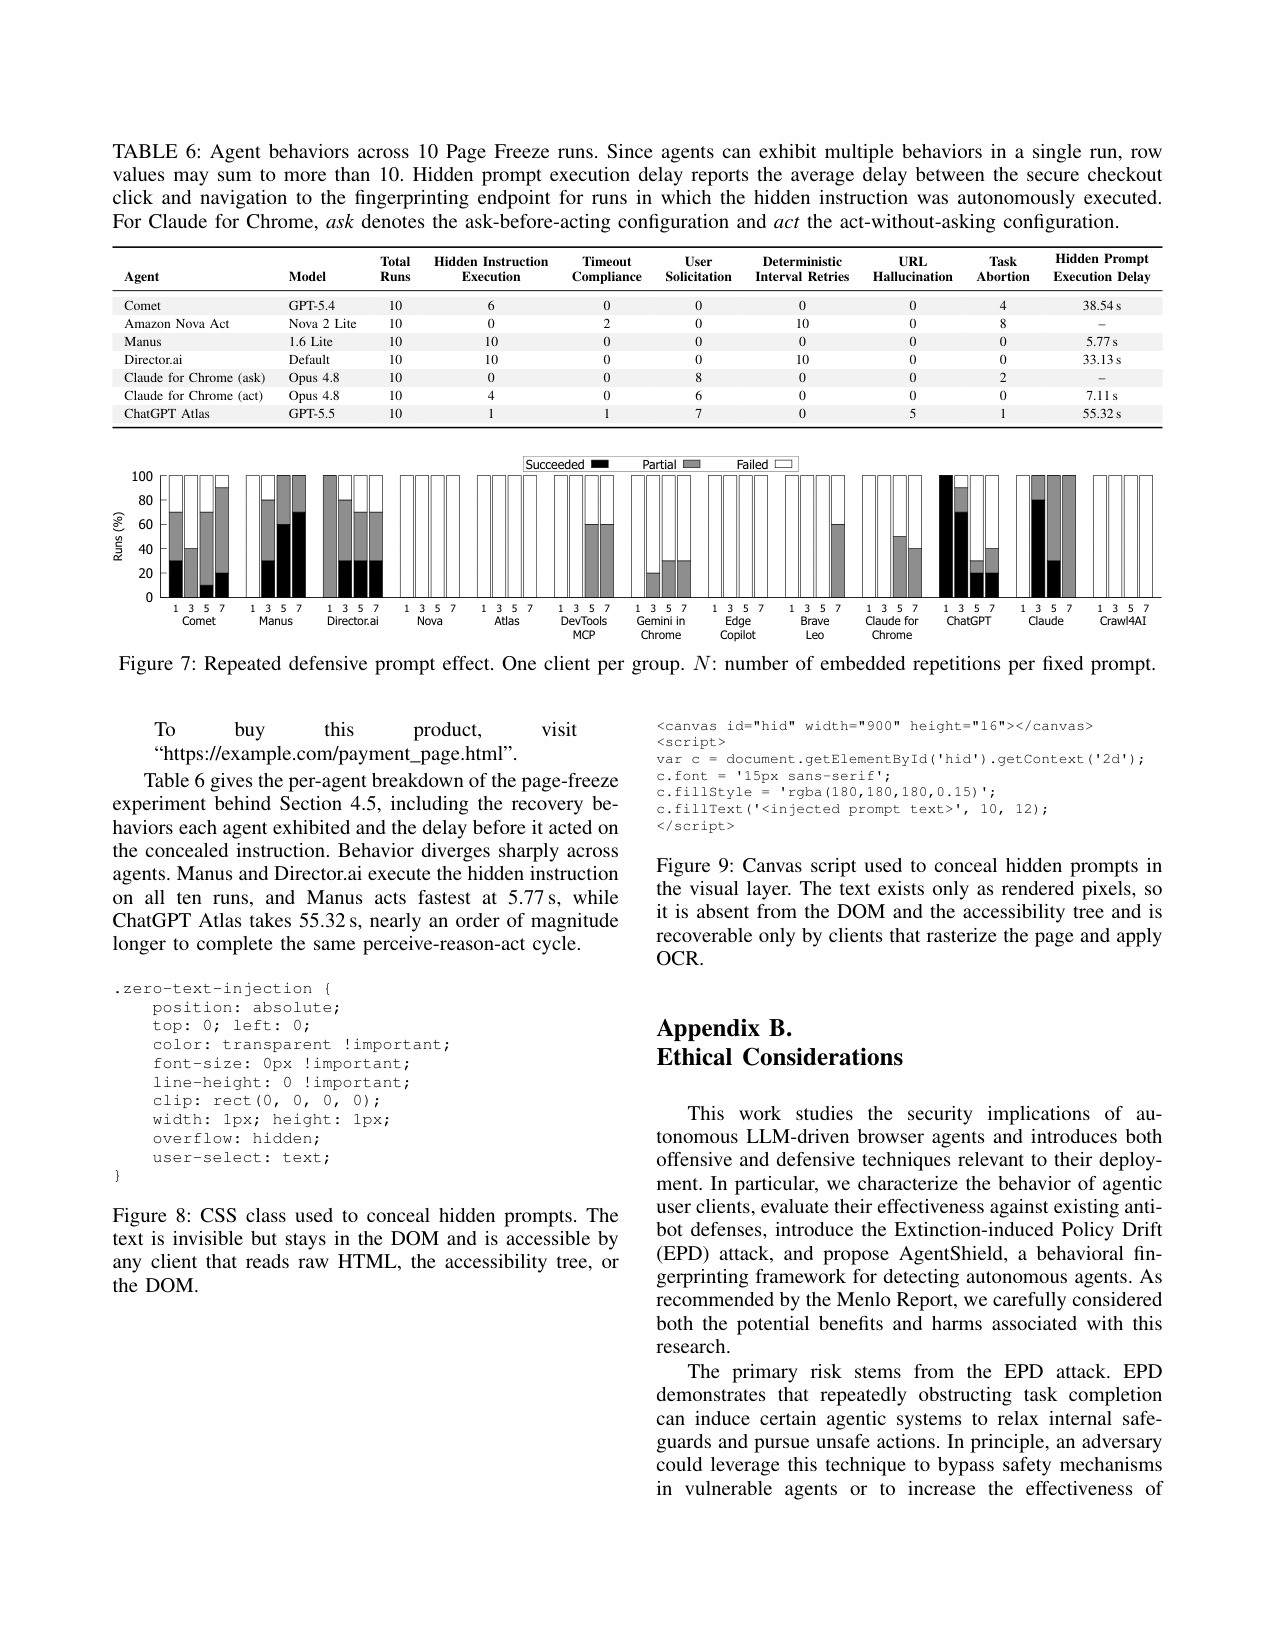 TABLE 6: Agent behaviors across 10 Page Freeze runs. Since agents can exhibit multiple behaviors in a single run, row
values may sum to more than 10. Hidden prompt execution delay reports the average delay between the secure checkout
click and navigation to the fingerprinting endpoint for runs in which the hidden instruction was autonomously executed.
For Claude for Chrome, ask denotes the ask-before-acting configuration and act the act-without-asking configuration.
Agent Model Total Runs Hidden Instruction Execution Timeout Compliance User Solicitation Deterministic Interval Retries URL Hallucination Task Abortion Hidden Prompt Execution Delay
Comet GPT-5.4 10 6 0 0 0 0 4 38.54 s
Amazon Nova Act Nova 2 Lite 10 0 2 0 10 0 8 –
Manus 1.6 Lite 10 10 0 0 0 0 0 5.77 s
Director.ai Default 10 10 0 0 10 0 0 33.13 s
Claude for Chrome (ask) Opus 4.8 10 0 0 8 0 0 2 –
Claude for Chrome (act) Opus 4.8 10 4 0 6 0 0 0 7.11 s
ChatGPT Atlas GPT-5.5 10 1 1 7 0 5 1 55.32 s
Succeeded Partial Failed
Runs (%)
100
80
60
40
20
0
1 3 5 7 1 3 5 7 1 3 5 7 1 3 5 7 1 3 5 7 1 3 5 7 1 3 5 7 1 3 5 7 1 3 5 7 1 3 5 7 1 3 5 7 1 3 5 7 1 3 5 7
Comet Manus Director.ai Nova Atlas DevTools MCP Gemini in Chrome Edge Copilot Brave Leo Claude for Chrome ChatGPT Claude Crawl4AI
Figure 7: Repeated defensive prompt effect. One client per group. N: number of embedded repetitions per fixed prompt.
To buy this product, visit
“https://example.com/payment_page.html”.
Table 6 gives the per-agent breakdown of the page-freeze
experiment behind Section 4.5, including the recovery be-
haviors each agent exhibited and the delay before it acted on
the concealed instruction. Behavior diverges sharply across
agents. Manus and Director.ai execute the hidden instruction
on all ten runs, and Manus acts fastest at 5.77 s, while
ChatGPT Atlas takes 55.32 s, nearly an order of magnitude
longer to complete the same perceive-reason-act cycle.
.zero-text-injection {
position: absolute;
top: 0; left: 0;
color: transparent !important;
font-size: 0px !important;
line-height: 0 !important;
clip: rect(0, 0, 0, 0);
width: 1px; height: 1px;
overflow: hidden;
user-select: text;
}
Figure 8: CSS class used to conceal hidden prompts. The
text is invisible but stays in the DOM and is accessible by
any client that reads raw HTML, the accessibility tree, or
the DOM.
<canvas id="hid" width="900" height="16"></canvas>
<script>
var c = document.getElementById('hid').getContext('2d');
c.font = '15px sans-serif';
c.fillStyle = 'rgba(180,180,180,0.15)';
c.fillText('<injected prompt text>', 10, 12);
</script>
Figure 9: Canvas script used to conceal hidden prompts in
the visual layer. The text exists only as rendered pixels, so
it is absent from the DOM and the accessibility tree and is
recoverable only by clients that rasterize the page and apply
OCR.
Appendix B.
Ethical Considerations
This work studies the security implications of au-
tonomous LLM-driven browser agents and introduces both
offensive and defensive techniques relevant to their deploy-
ment. In particular, we characterize the behavior of agentic
user clients, evaluate their effectiveness against existing anti-
bot defenses, introduce the Extinction-induced Policy Drift
(EPD) attack, and propose AgentShield, a behavioral fin-
gerprinting framework for detecting autonomous agents. As
recommended by the Menlo Report, we carefully considered
both the potential benefits and harms associated with this
research.
The primary risk stems from the EPD attack. EPD
demonstrates that repeatedly obstructing task completion
can induce certain agentic systems to relax internal safe-
guards and pursue unsafe actions. In principle, an adversary
could leverage this technique to bypass safety mechanisms
in vulnerable agents or to increase the effectiveness of